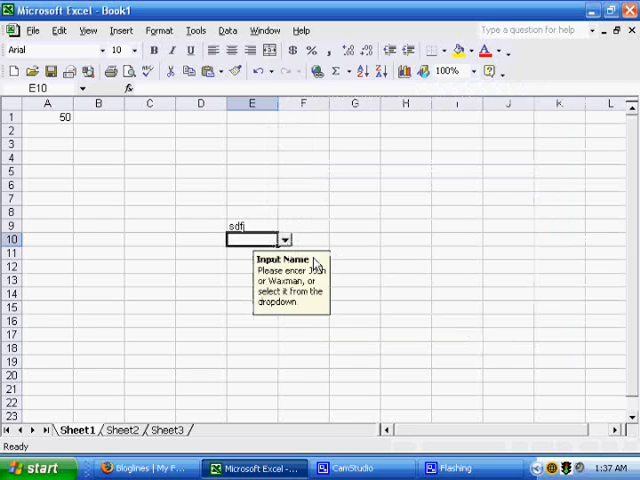 Microsoft Excel - Book1
File Edit View Insert Format Tools Data Window Help
Type a question for help
Arial 10 B I U $ %
Σ 100%
E10 fx
A B C D E F G H I J K L
1 50
2
3
4
5
6
7
8
9 sdfj
10
11
12
13
14
15
16
17
18
19
20
21
22
23
Input Name
Please enter
or Waxman, or
select it from the
dropdown
Sheet1 Sheet2 Sheet3
Ready
start
Bloglines | My F...
Microsoft Excel - ...
CamStudio
Flashing
1:37 AM